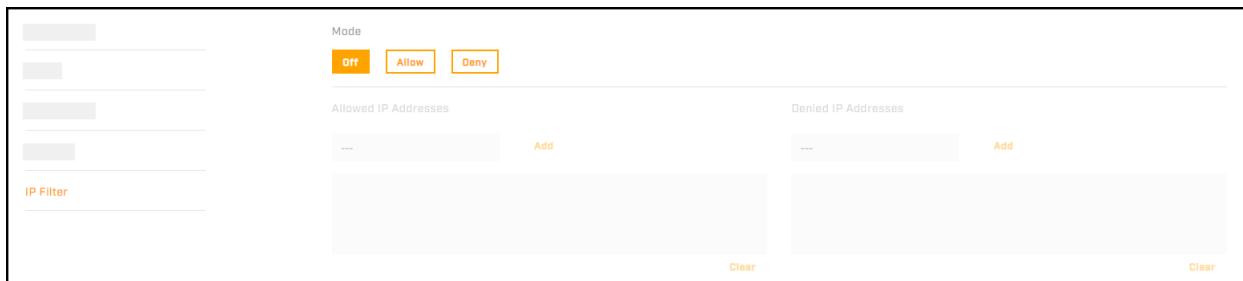 Mode
Off Allow Deny
Allowed IP Addresses Denied IP Addresses
--- Add --- Add
IP Filter
Clear Clear